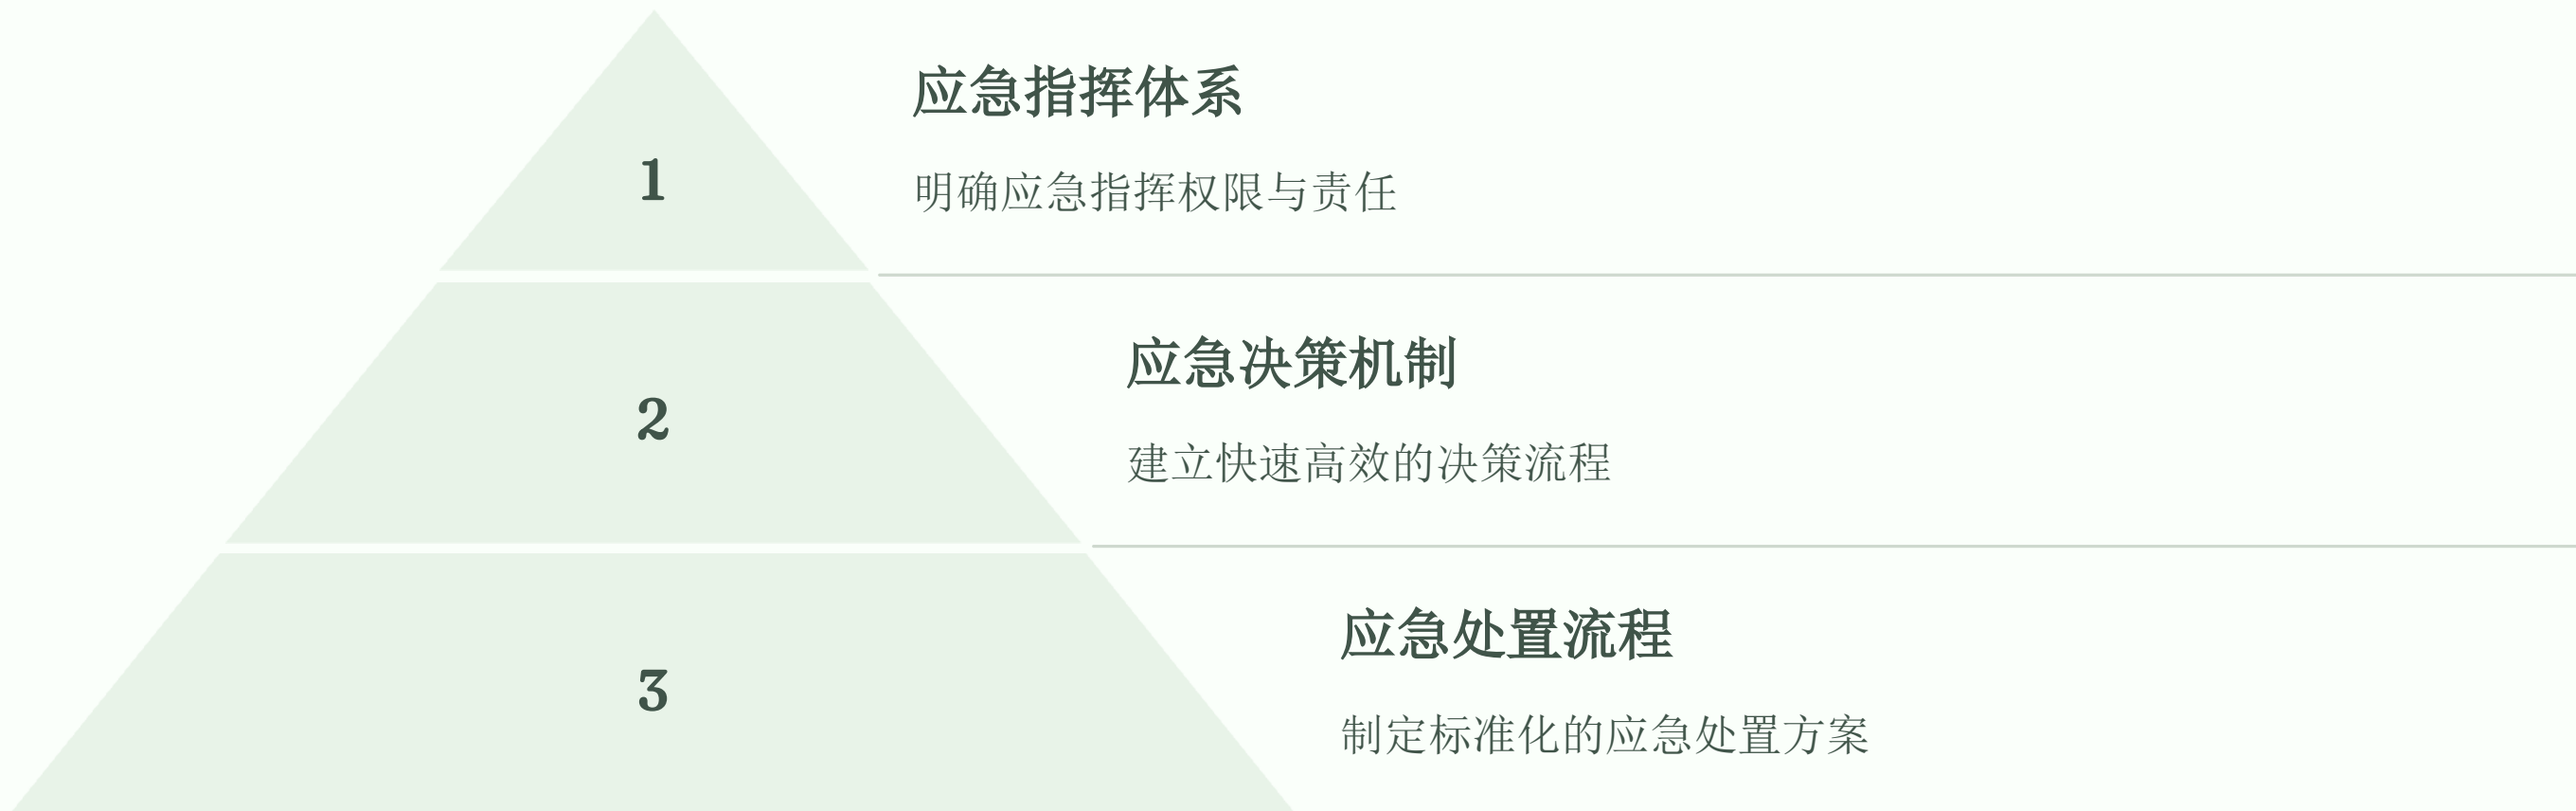 1
应急指挥体系
明确应急指挥权限与责任
2
应急决策机制
建立快速高效的决策流程
3
应急处置流程
制定标准化的应急处置方案